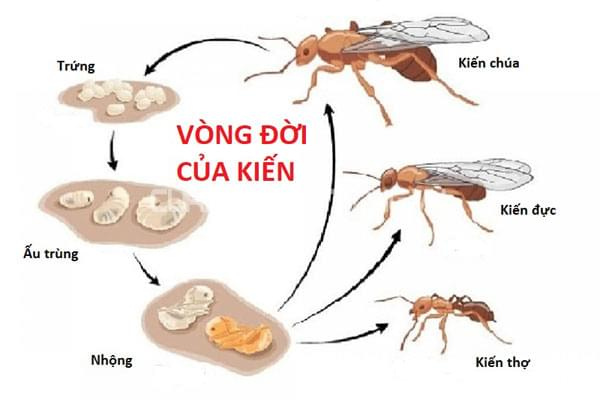 Trứng
Kiến chúa
VÒNG ĐỜI
CỦA KIẾN
Kiến đực
Ấu trùng
Nhộng
Kiến thợ